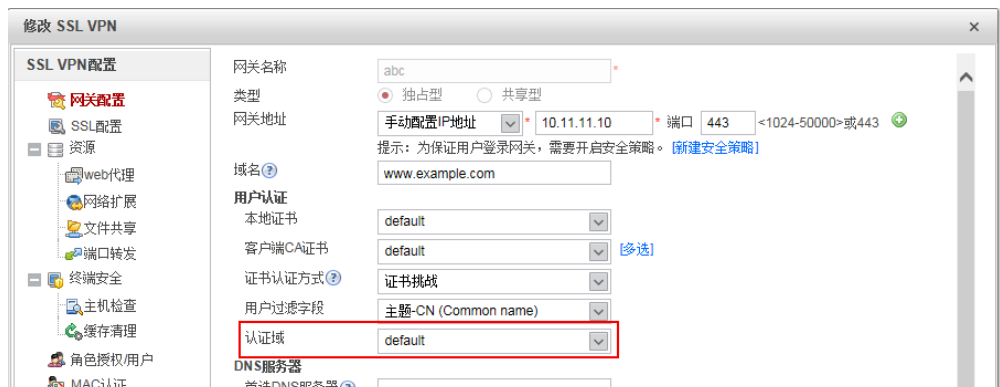 修改 SSL VPN
SSL VPN配置
网关配置
SSL配置
资源
web代理
网络扩展
文件共享
端口转发
终端安全
主机检查
缓存清理
角色授权/用户
MAC认证
网关名称 abc *
类型 独占型 共享型
网关地址 手动配置IP地址 * 10.11.11.10 * 端口 443 <1024-50000>或443
提示：为保证用户登录网关，需要开启安全策略。 [新建安全策略]
域名 www.example.com
用户认证
本地证书 default
客户端CA证书 default [多选]
证书认证方式 证书挑战
用户过滤字段 主题-CN (Common name)
认证域 default
DNS服务器
首选DNS服务器